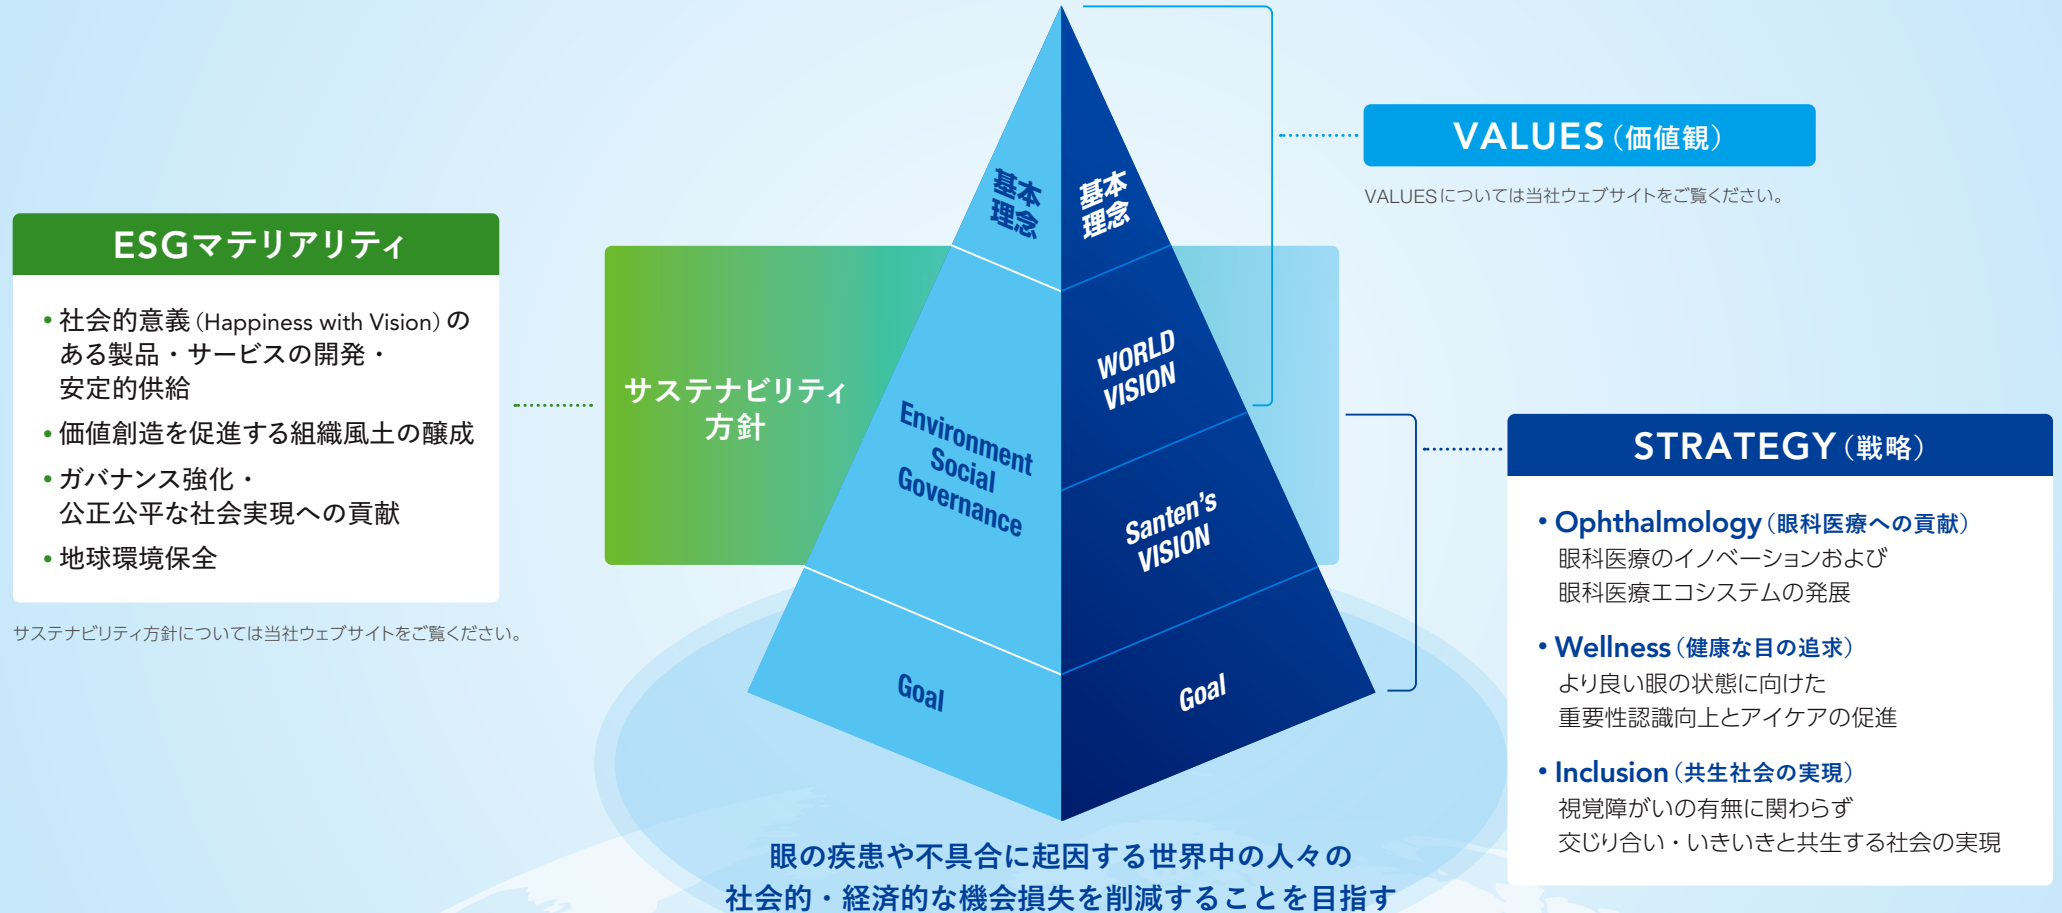 ESGマテリアリティ
• 社会的意義（Happiness with Vision）の
ある製品・サービスの開発・
安定的供給
• 価値創造を促進する組織風土の醸成
• ガバナンス強化・
公正公平な社会実現への貢献
• 地球環境保全
サステナビリティ方針については当社ウェブサイトをご覧ください。
サステナビリティ
方針
基本
理念
Environment
Social
Governance
Goal
基本
理念
WORLD
VISION
Santen's
VISION
Goal
VALUES（価値観）
VALUESについては当社ウェブサイトをご覧ください。
STRATEGY（戦略）
• Ophthalmology（眼科医療への貢献）
眼科医療のイノベーションおよび
眼科医療エコシステムの発展
• Wellness（健康な目の追求）
より良い眼の状態に向けた
重要性認識向上とアイケアの促進
• Inclusion（共生社会の実現）
視覚障がいの有無に関わらず
交じり合い・いきいきと共生する社会の実現
眼の疾患や不具合に起因する世界中の人々の
社会的・経済的な機会損失を削減することを目指す